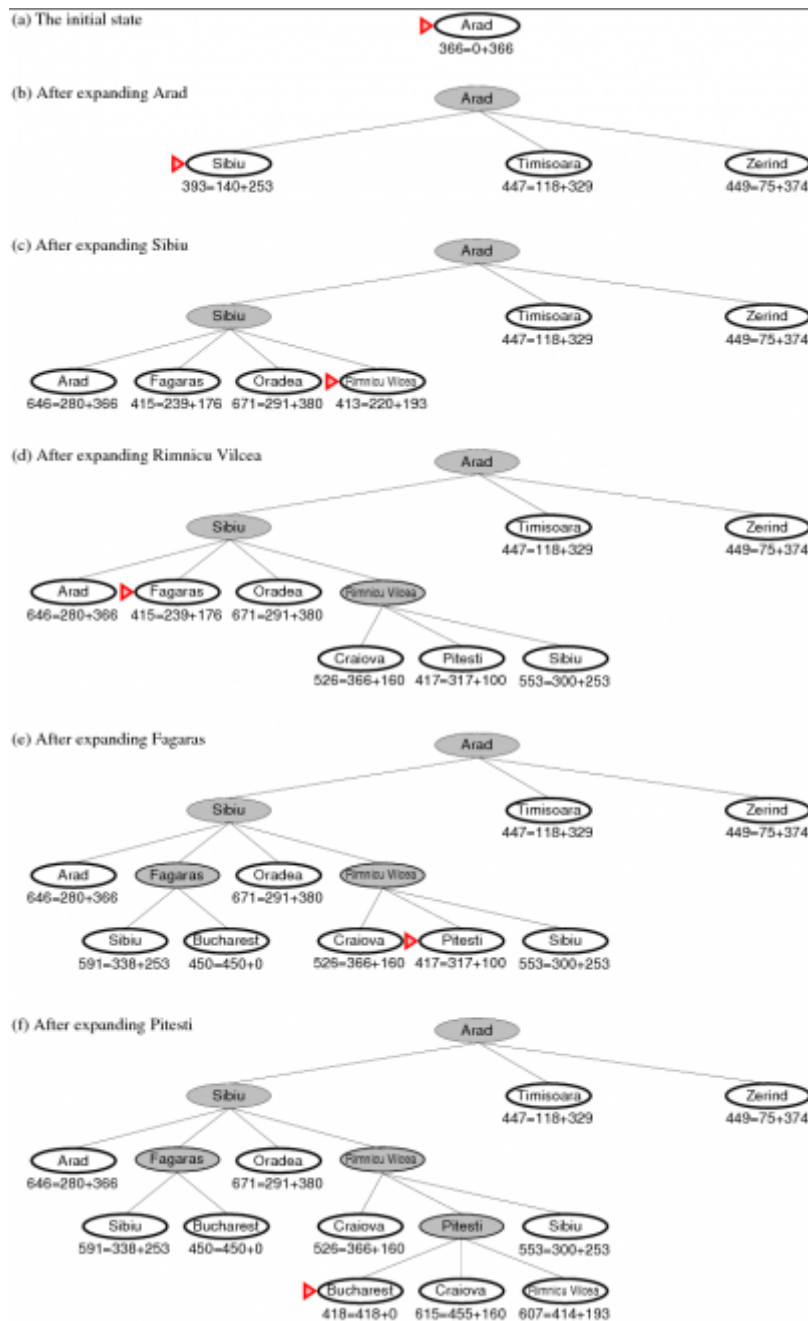 (a) The initial state
Arad
366=0+366
(b) After expanding Arad
Arad
Sibiu Timisoara Zerind
393=140+253 447=118+329 449=75+374
(c) After expanding Sibiu
Arad
Sibiu Timisoara Zerind
447=118+329 449=75+374
Arad Fagaras Oradea Rimnicu Vilcea
646=280+366 415=239+176 671=291+380 413=220+193
(d) After expanding Rimnicu Vilcea
Arad
Sibiu Timisoara Zerind
447=118+329 449=75+374
Arad Fagaras Oradea Rimnicu Vilcea
646=280+366 415=239+176 671=291+380
Craiova Pitesti Sibiu
526=366+160 417=317+100 553=300+253
(e) After expanding Fagaras
Arad
Sibiu Timisoara Zerind
447=118+329 449=75+374
Arad Fagaras Oradea Rimnicu Vilcea
646=280+366 671=291+380
Sibiu Bucharest Craiova Pitesti Sibiu
591=338+253 450=450+0 526=366+160 417=317+100 553=300+253
(f) After expanding Pitesti
Arad
Sibiu Timisoara Zerind
447=118+329 449=75+374
Arad Fagaras Oradea Rimnicu Vilcea
646=280+366 671=291+380
Sibiu Bucharest Craiova Pitesti Sibiu
591=338+253 450=450+0 526=366+160 553=300+253
Bucharest Craiova Rimnicu Vilcea
418=418+0 615=455+160 607=414+193